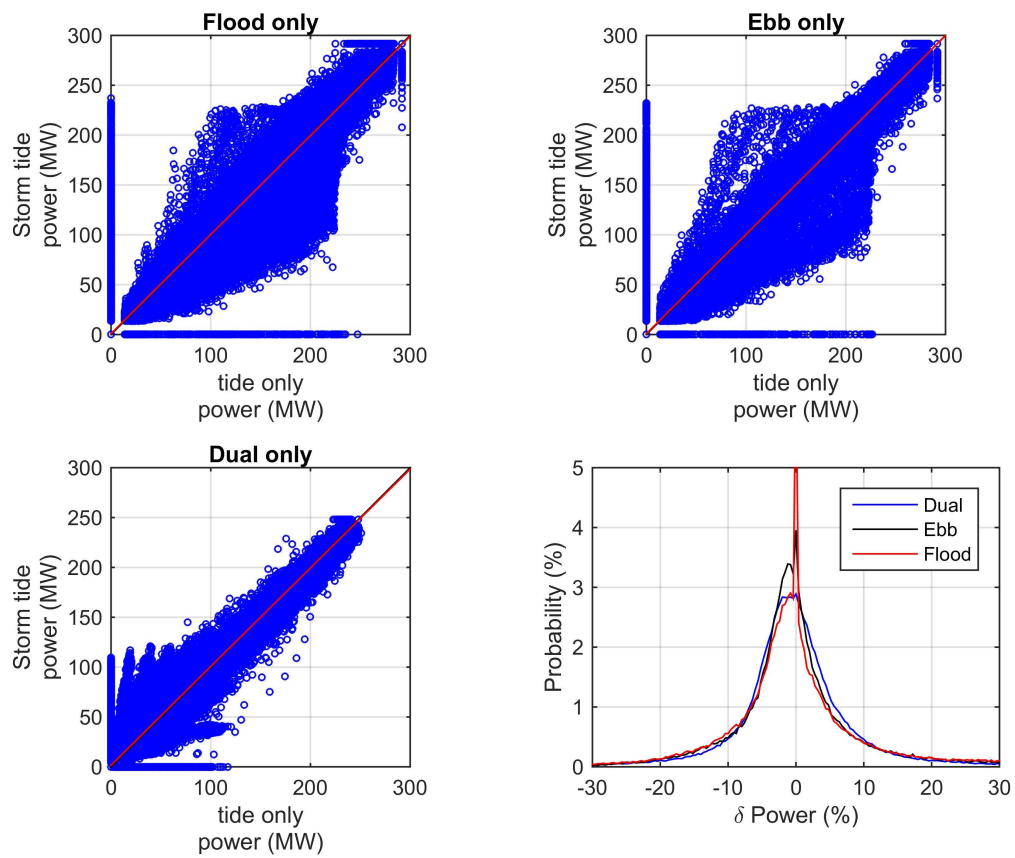 Flood only
300
250
200
150
100
50
0
0
100
200
300
Storm tide
power (MW)
tide only
power (MW)
Ebb only
300
250
200
150
100
50
0
0
100
200
300
Storm tide
power (MW)
tide only
power (MW)
Dual only
300
250
200
150
100
50
0
0
100
200
300
Storm tide
power (MW)
tide only
power (MW)
5
4
3
2
1
0
-30
-20
-10
0
10
20
30
Probability (%)
δ Power (%)
Dual
Ebb
Flood